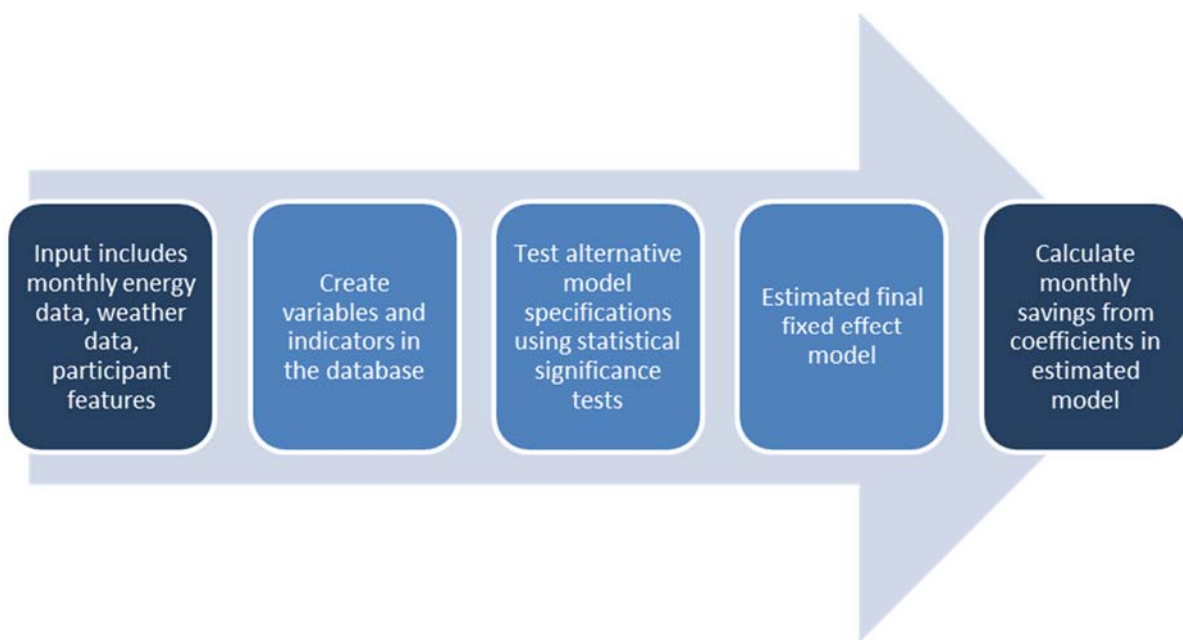 Input includes
monthly energy
data, weather
data,
participant
features
Create
variables and
indicators in
the database
Test alternative
model
specifications
using statistical
significance
tests
Estimated final
fixed effect
model
Calculate
monthly
savings from
coefficients in
estimated
model